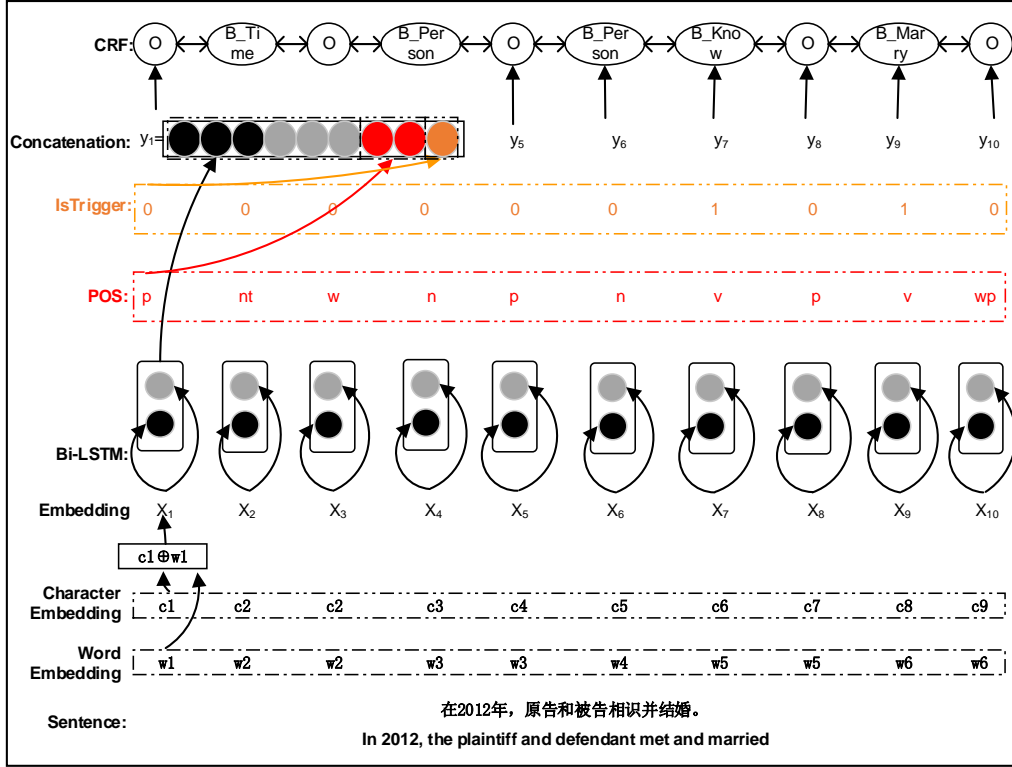 CRF: O B_Ti me O B_Per son O B_Per son B_Kno w O B_Mar ry O
Concatenation: y1= y5 y6 y7 y8 y9 y10
IsTrigger: 0 0 0 0 0 0 1 0 1 0
POS: p nt w n p n v p v wp
Bi-LSTM:
Embedding X1 X2 X3 X4 X5 X6 X7 X8 X9 X10
c1⊕w1
Character Embedding c1 c2 c2 c3 c4 c5 c6 c7 c8 c9
Word Embedding w1 w2 w2 w3 w3 w4 w5 w5 w6 w6
Sentence: 在2012年，原告和被告相识并结婚。
In 2012, the plaintiff and defendant met and married